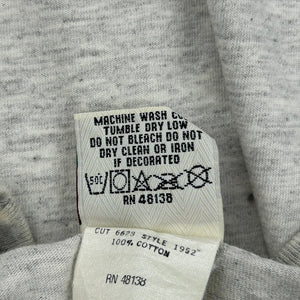 MACHINE WASH
TUMBLE DRY LOW
DO NOT BLEACH DO NOT
DRY CLEAN OR IRON
IF DECORATED
50C
RN 48138
CUT 6623 STYLE 1952
100% COTTON
RN 48138